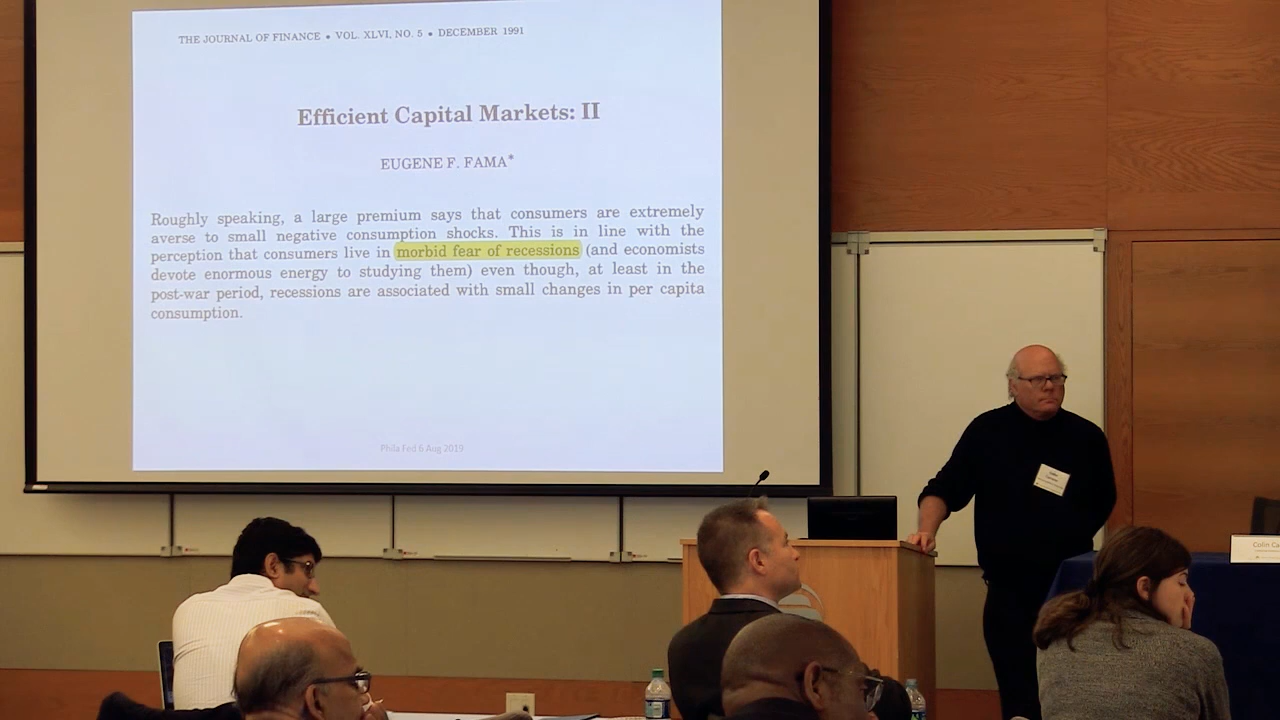 THE JOURNAL OF FINANCE • VOL. XLVI, NO. 5 • DECEMBER 1991
Efficient Capital Markets: II
EUGENE F. FAMA*
Roughly speaking, a large premium says that consumers are extremely
averse to small negative consumption shocks. This is in line with the
perception that consumers live in morbid fear of recessions (and economists
devote enormous energy to studying them) even though, at least in the
post-war period, recessions are associated with small changes in per capita
consumption.
Phila Fed 6 Aug 2019
Colin